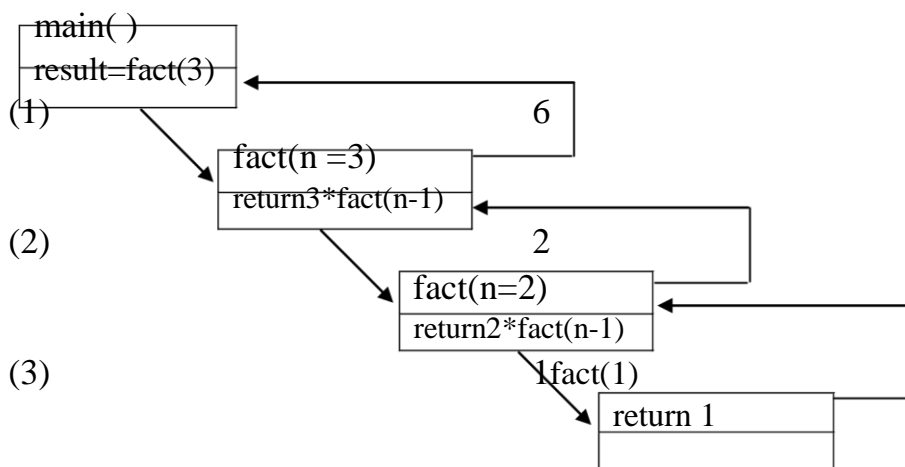 main( )
result=fact(3)
(1) 6
fact(n =3)
return3*fact(n-1)
(2) 2
fact(n=2)
return2*fact(n-1)
(3) 1fact(1)
return 1